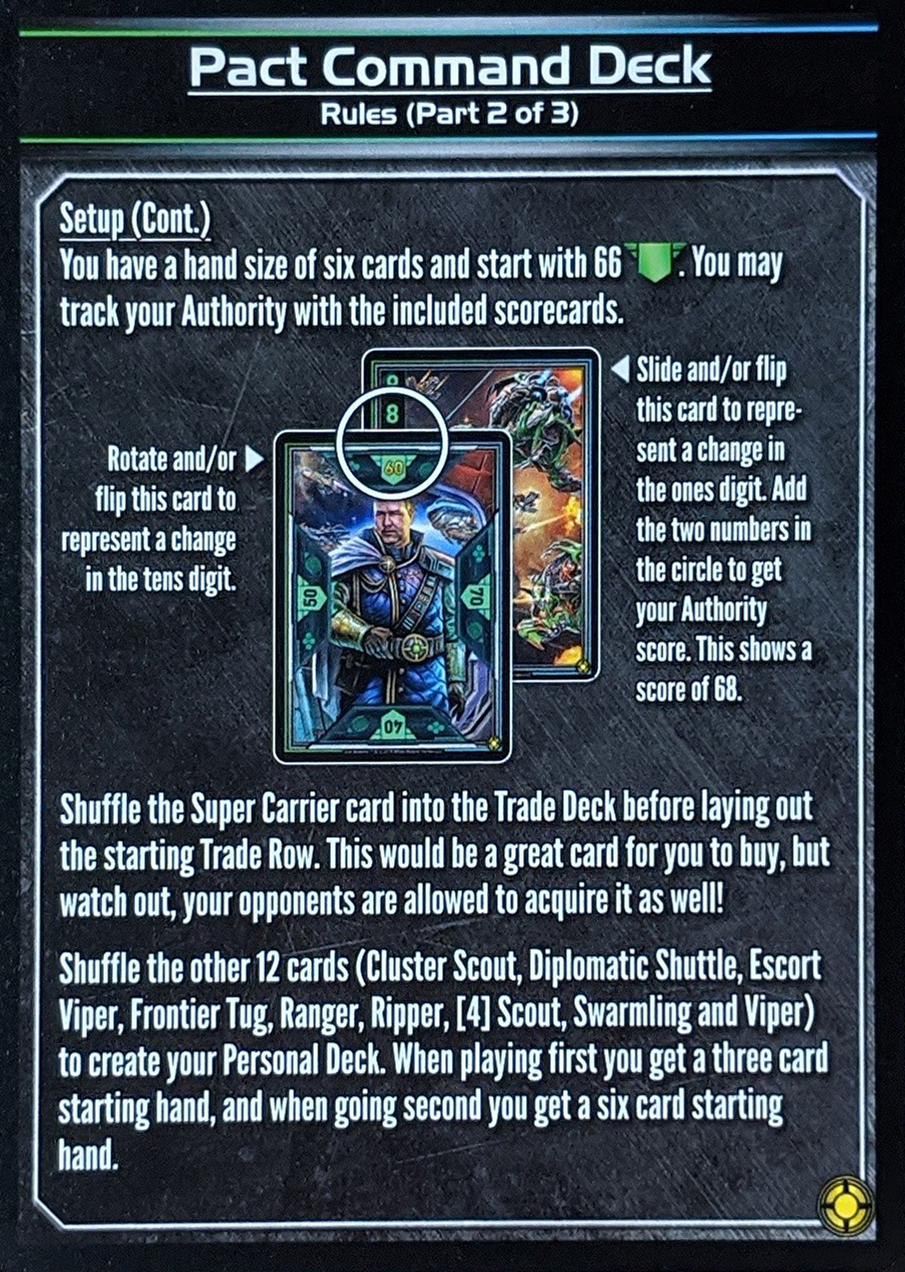 Pact Command Deck
Rules (Part 2 of 3)
Setup (Cont.)
You have a hand size of six cards and start with 66 . You may
track your Authority with the included scorecards.
Slide and/or flip
this card to repre-
sent a change in
the ones digit. Add
the two numbers in
the circle to get
your Authority
score. This shows a
score of 68.
8
60
Rotate and/or
flip this card to
represent a change
in the tens digit.
50
70
40
Shuffle the Super Carrier card into the Trade Deck before laying out
the starting Trade Row. This would be a great card for you to buy, but
watch out, your opponents are allowed to acquire it as well!
Shuffle the other 12 cards (Cluster Scout, Diplomatic Shuttle, Escort
Viper, Frontier Tug, Ranger, Ripper, [4] Scout, Swarmling and Viper)
to create your Personal Deck. When playing first you get a three card
starting hand, and when going second you get a six card starting
hand.